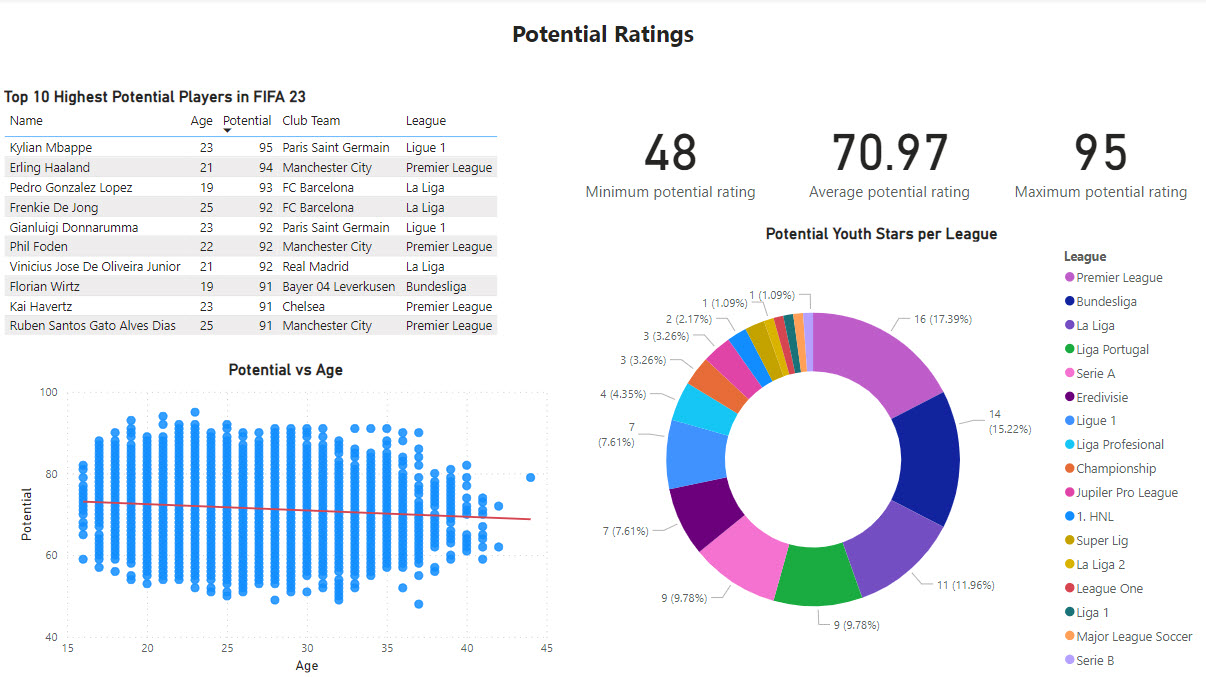 Potential Ratings
Top 10 Highest Potential Players in FIFA 23
Name Age Potential Club Team League
Kylian Mbappe 23 95 Paris Saint Germain Ligue 1
Erling Haaland 21 94 Manchester City Premier League
Pedro Gonzalez Lopez 19 93 FC Barcelona La Liga
Frenkie De Jong 25 92 FC Barcelona La Liga
Gianluigi Donnarumma 23 92 Paris Saint Germain Ligue 1
Phil Foden 22 92 Manchester City Premier League
Vinicius Jose De Oliveira Junior 21 92 Real Madrid La Liga
Florian Wirtz 19 91 Bayer 04 Leverkusen Bundesliga
Kai Havertz 23 91 Chelsea Premier League
Ruben Santos Gato Alves Dias 25 91 Manchester City Premier League
48 70.97 95
Minimum potential rating Average potential rating Maximum potential rating
Potential vs Age
Potential
100
80
60
40
15 20 25 30 35 40 45
Age
Potential Youth Stars per League
16 (17.39%)
14
(15.22%)
11 (11.96%)
9 (9.78%)
9 (9.78%)
7 (7.61%)
7
(7.61%)
4 (4.35%)
3 (3.26%)
3 (3.26%)
2 (2.17%)
1 (1.09%)
1 (1.09%)
League
Premier League
Bundesliga
La Liga
Liga Portugal
Serie A
Eredivisie
Ligue 1
Liga Profesional
Championship
Jupiler Pro League
1. HNL
Super Lig
La Liga 2
League One
Liga 1
Major League Soccer
Serie B